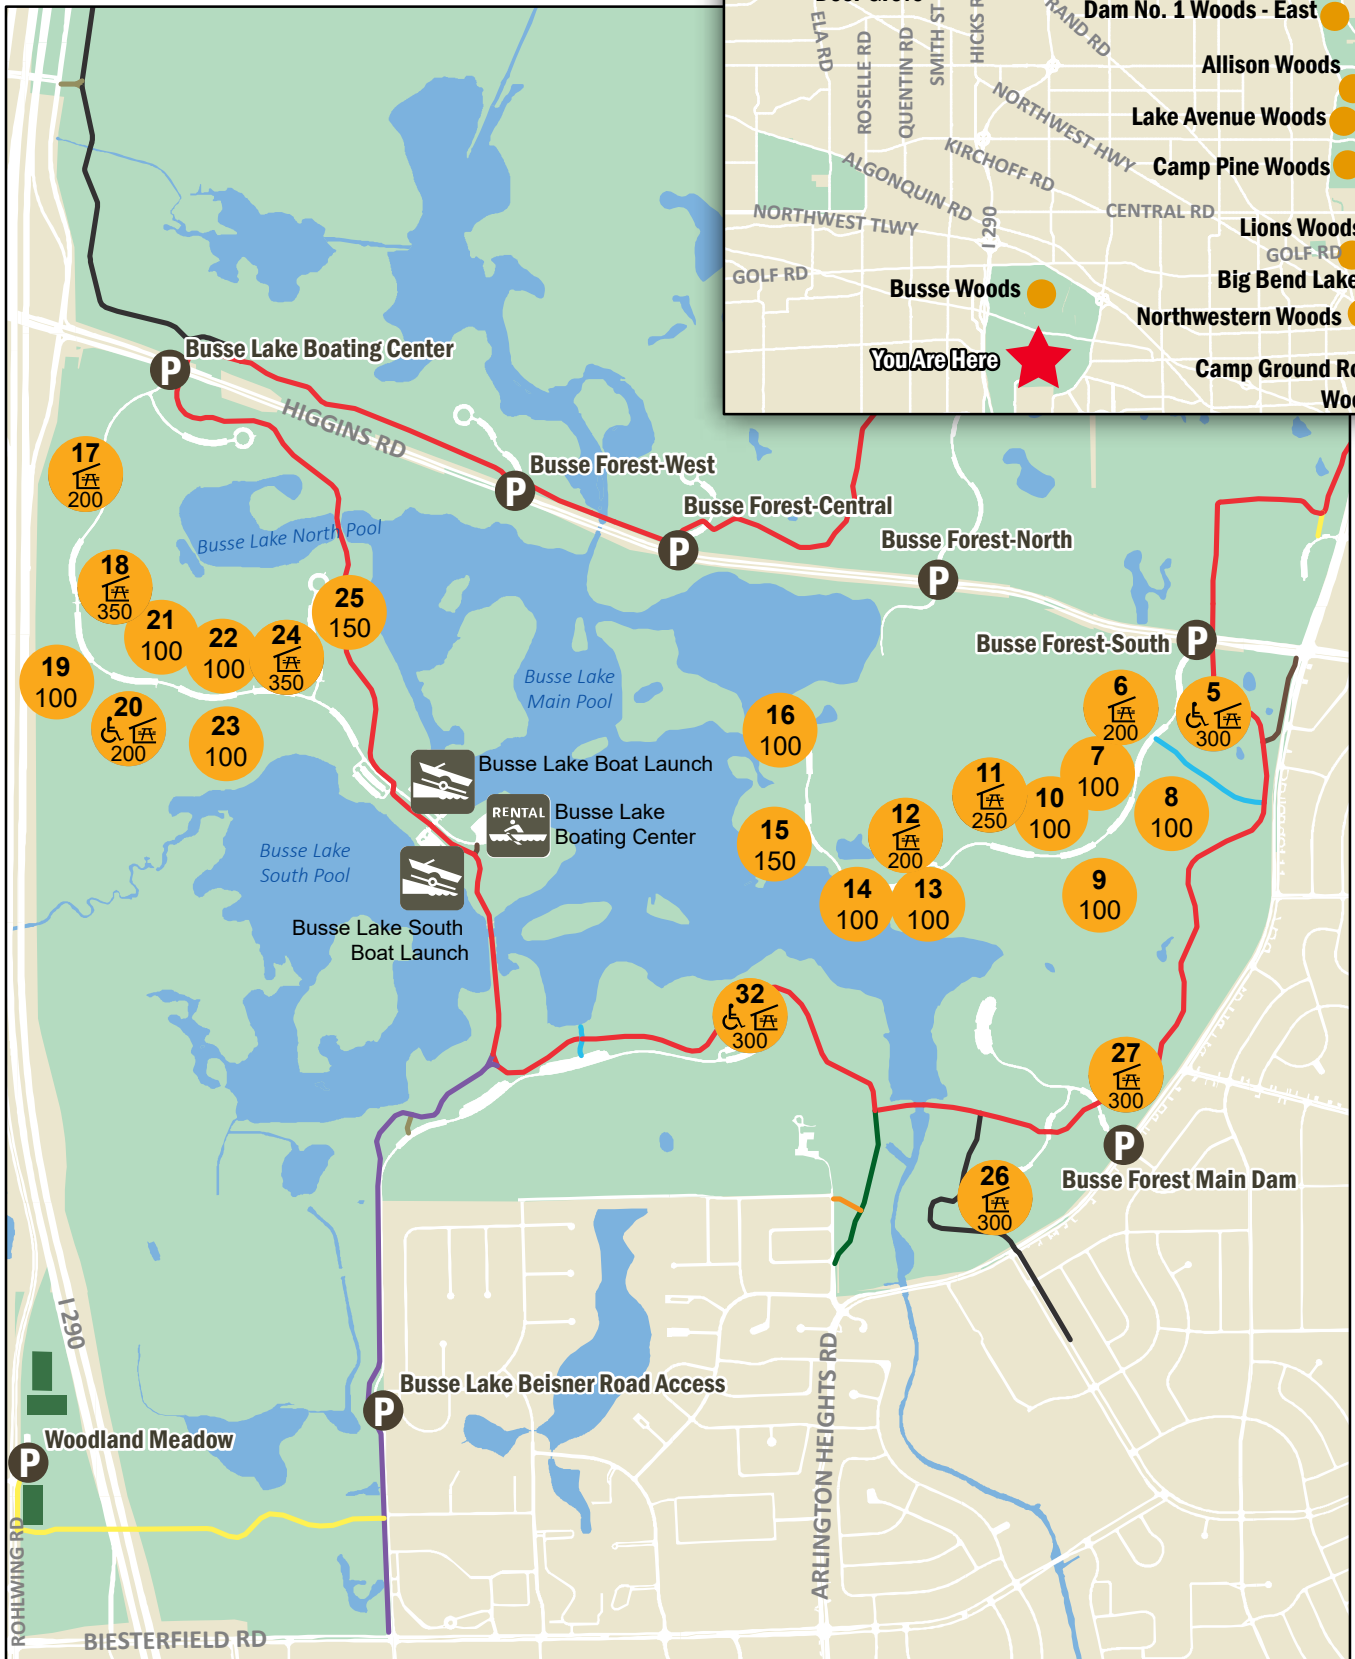 Dam No. 1 Woods - East
ELA RD
ROSELLE RD
QUENTIN RD
SMITH ST
RAND RD
Allison Woods
Lake Avenue Woods
NORTHWEST HWY
KIRCHOFF RD
Camp Pine Woods
ALGONQUIN RD
NORTHWEST TLWY
I 290
CENTRAL RD
Lions Woods
GOLF RD
GOLF RD
Big Bend Lake
Busse Woods
Northwestern Woods
You Are Here
Camp Ground
P
Busse Lake Boating Center
HIGGINS RD
17
200
P
Busse Forest-West
Busse Forest-Central
P
Busse Lake North Pool
Busse Forest-North
P
18
350
25
150
21
100
22
100
24
350
Busse Forest-South
P
19
100
20
200
23
100
Busse Lake
Main Pool
16
100
6
200
5
300
7
100
Busse Lake Boat Launch
11
250
10
100
8
100
RENTAL
Busse Lake
Boating Center
15
150
12
200
Busse Lake
South Pool
14
100
13
100
9
100
Busse Lake South
Boat Launch
32
300
27
300
P
Busse Forest Main Dam
26
300
I 290
ARLINGTON HEIGHTS RD
P
Busse Lake Beisner Road Access
P
Woodland Meadow
ROHLWING RD
BIESTERFIELD RD